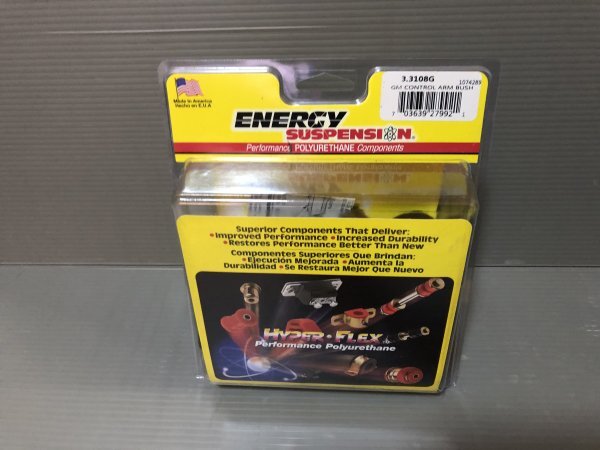 3.3108G
1074289
GM CONTROL ARM BUSH
7 03639 27992 1
Made in America
Hecho en E.U.A
ENERGY
SUSPENSION
Performance POLYURETHANE Components
Superior Components That Deliver:
•Improved Performance •Increased Durability
•Restores Performance Better Than New
Componentes Superiores Que Brindan:
•Ejecución Mejorada •Aumenta la
Durabilidad •Se Restaura Mejor Que Nuevo
HYPER•FLEX
Performance Polyurethane